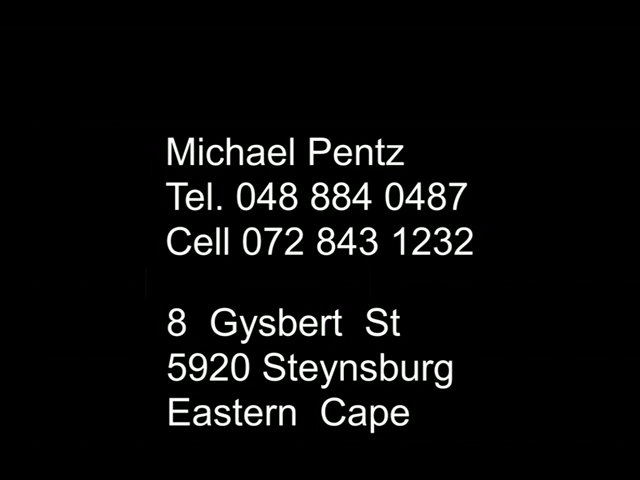 Michael Pentz
Tel. 048 884 0487
Cell 072 843 1232
8 Gysbert St
5920 Steynsburg
Eastern Cape